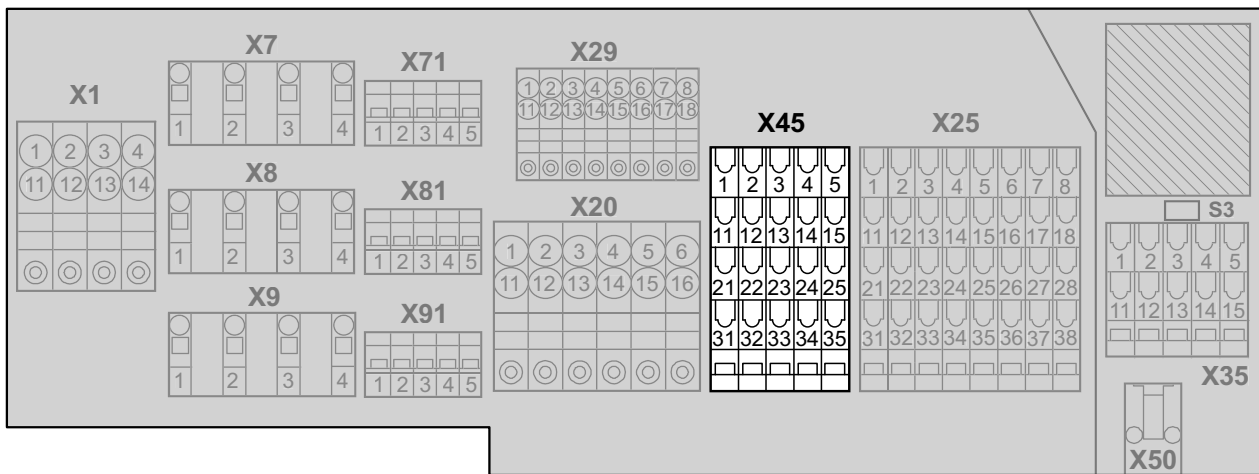 X1
1 2 3 4
11 12 13 14
X7
1 2 3 4
X8
1 2 3 4
X9
1 2 3 4
X71
1 2 3 4 5
X81
1 2 3 4 5
X91
1 2 3 4 5
X29
1 2 3 4 5 6 7 8
11 12 13 14 15 16 17 18
X20
1 2 3 4 5 6
11 12 13 14 15 16
X45
1 2 3 4 5
11 12 13 14 15
21 22 23 24 25
31 32 33 34 35
X25
1 2 3 4 5 6 7 8
11 12 13 14 15 16 17 18
21 22 23 24 25 26 27 28
31 32 33 34 35 36 37 38
S3
1 2 3 4 5
11 12 13 14 15
X35
X50